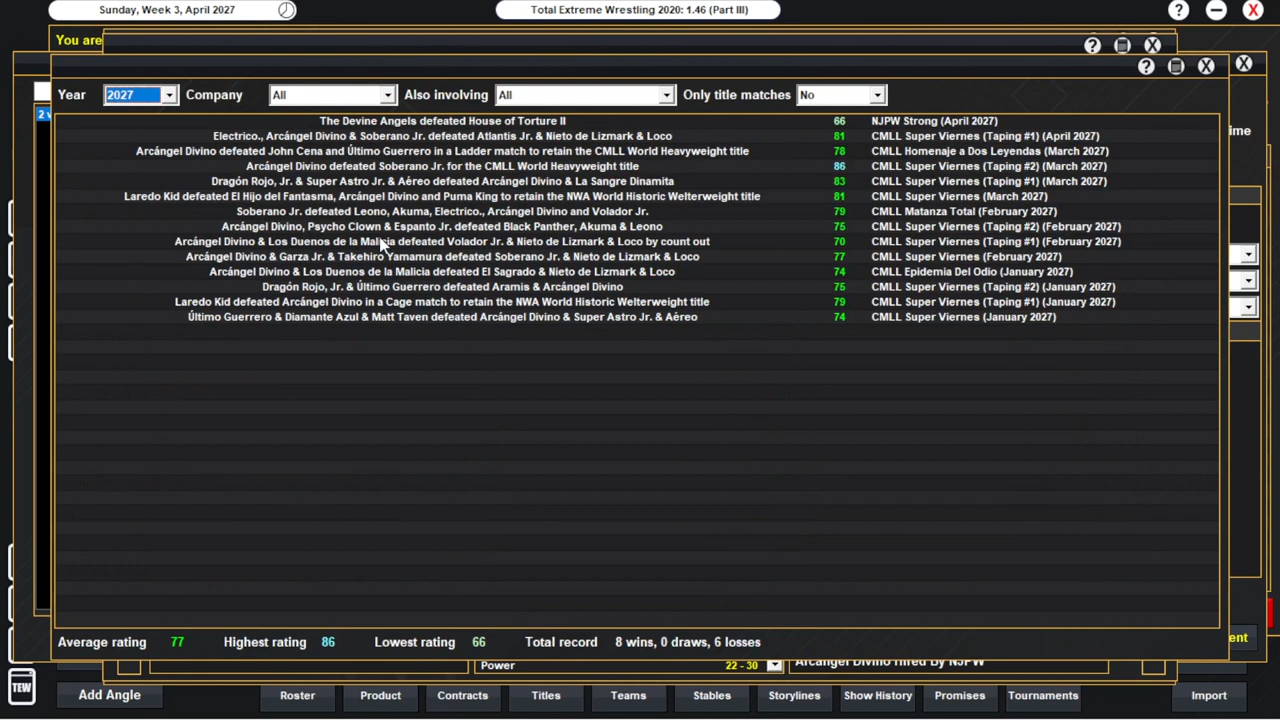 Sunday, Week 3, April 2027
Total Extreme Wrestling 2020: 1.46 (Part III)
? X
You are
? X
? X X
Year 2027 Company All Also involving All Only title matches No
The Devine Angels defeated House of Torture II 66 NJPW Strong (April 2027)
Electrico., Arcángel Divino & Soberano Jr. defeated Atlantis Jr. & Nieto de Lizmark & Loco 81 CMLL Super Viernes (Taping #1) (April 2027)
Arcángel Divino defeated John Cena and Último Guerrero in a Ladder match to retain the CMLL World Heavyweight title 78 CMLL Homenaje a Dos Leyendas (March 2027)
Arcángel Divino defeated Soberano Jr. for the CMLL World Heavyweight title 86 CMLL Super Viernes (Taping #2) (March 2027)
Dragón Rojo, Jr. & Super Astro Jr. & Aéreo defeated Arcángel Divino & La Sangre Dinamita 83 CMLL Super Viernes (Taping #1) (March 2027)
Laredo Kid defeated El Hijo del Fantasma, Arcángel Divino and Puma King to retain the NWA World Historic Welterweight title 81 CMLL Super Viernes (March 2027)
Soberano Jr. defeated Leono, Akuma, Electrico., Arcángel Divino and Volador Jr. 79 CMLL Matanza Total (February 2027)
Arcángel Divino, Psycho Clown & Espanto Jr. defeated Black Panther, Akuma & Leono 75 CMLL Super Viernes (Taping #2) (February 2027)
Arcángel Divino & Los Duenos de la Malicia defeated Volador Jr. & Nieto de Lizmark & Loco by count out 70 CMLL Super Viernes (Taping #1) (February 2027)
Arcángel Divino & Garza Jr. & Takehiro Yamamura defeated Soberano Jr. & Nieto de Lizmark & Loco 77 CMLL Super Viernes (February 2027)
Arcángel Divino & Los Duenos de la Malicia defeated El Sagrado & Nieto de Lizmark & Loco 74 CMLL Epidemia Del Odio (January 2027)
Dragón Rojo, Jr. & Último Guerrero defeated Aramis & Arcángel Divino 75 CMLL Super Viernes (Taping #2) (January 2027)
Laredo Kid defeated Arcángel Divino in a Cage match to retain the NWA World Historic Welterweight title 79 CMLL Super Viernes (Taping #1) (January 2027)
Último Guerrero & Diamante Azul & Matt Taven defeated Arcángel Divino & Super Astro Jr. & Aéreo 74 CMLL Super Viernes (January 2027)
Average rating 77 Highest rating 86 Lowest rating 66 Total record 8 wins, 0 draws, 6 losses
Power 22 - 30 Arcángel Divino Hired By NJPW
TEW Add Angle Roster Product Contracts Titles Teams Stables Storylines Show History Promises Tournaments Import